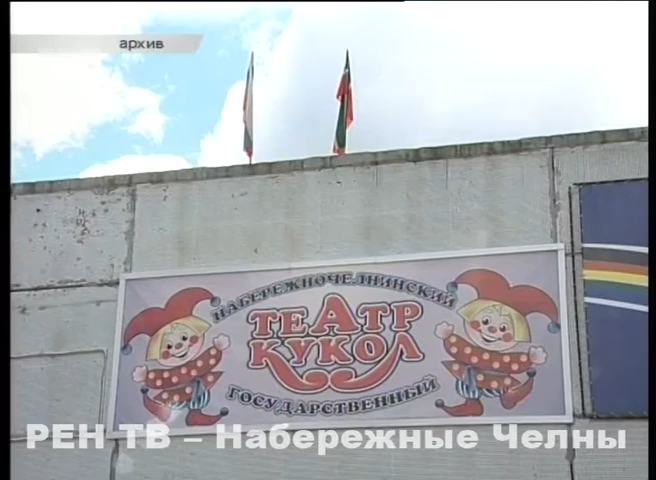 архив
НАБЕРЕЖНОЧЕЛНИНСКИЙ
ТЕАТР
КУКОЛ
ГОСУДАРСТВЕННЫЙ
РЕН ТВ – Набережные Челны